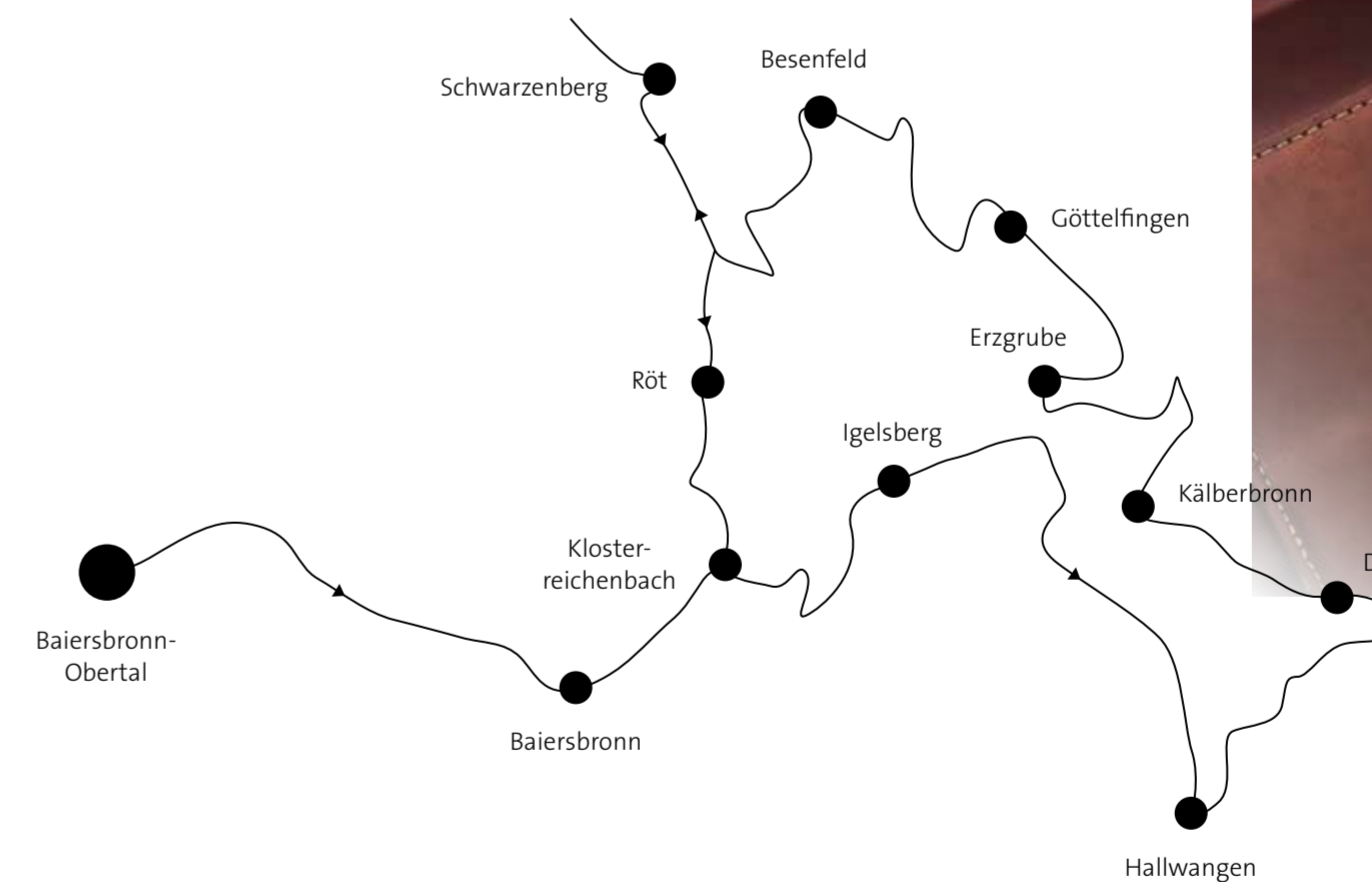 Besenfeld
Schwarzenberg
Göttelfingen
Erzgrube
Röt
Igelsberg
Kälberbronn
Kloster-
reichenbach
D
Baiersbronn-
Obertal
Baiersbronn
Hallwangen